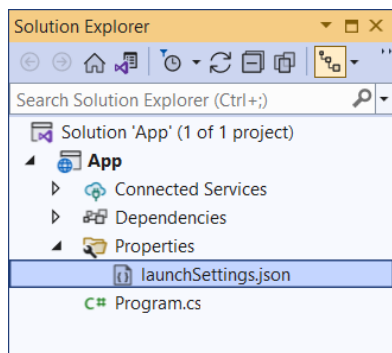 Solution Explorer
Search Solution Explorer (Ctrl+;)
Solution 'App' (1 of 1 project)
App
Connected Services
Dependencies
Properties
launchSettings.json
C# Program.cs